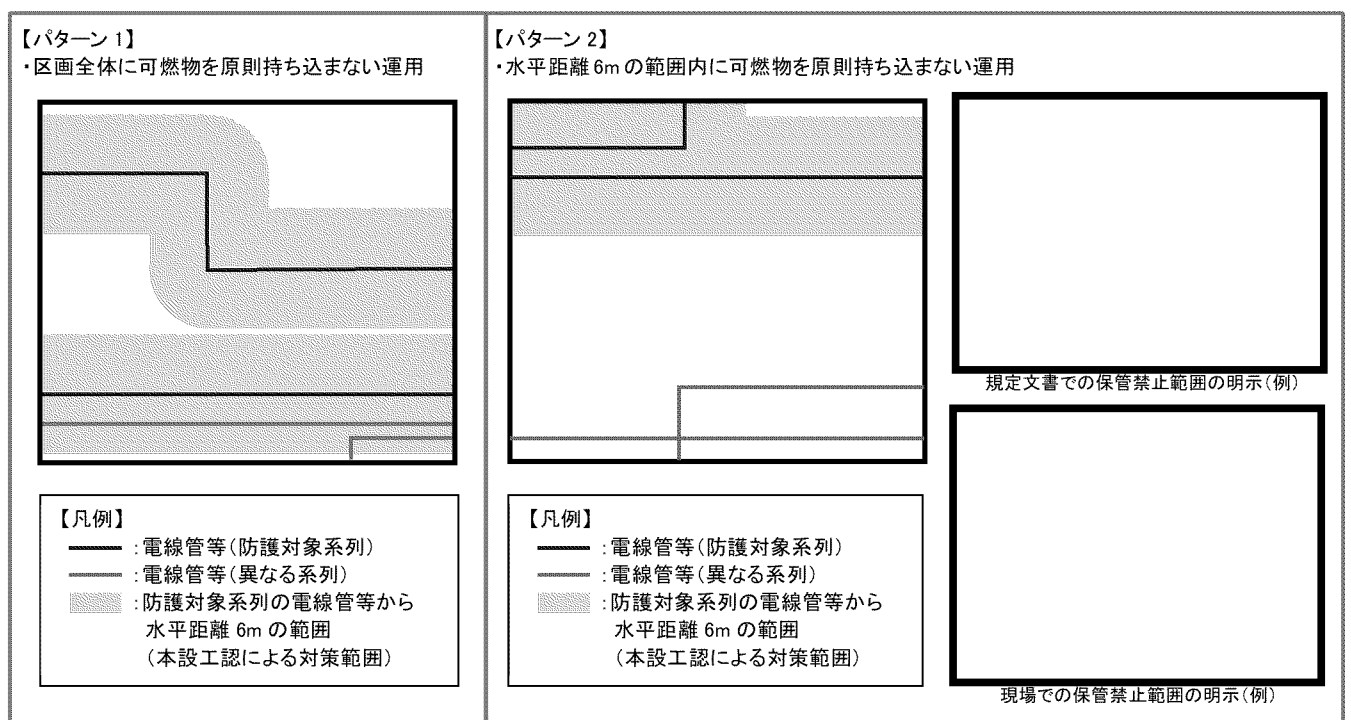 【パターン 1】
・区画全体に可燃物を原則持ち込まない運用
【凡例】
:電線管等(防護対象系列)
:電線管等(異なる系列)
:防護対象系列の電線管等から
水平距離 6m の範囲
(本設工認による対策範囲)
【パターン 2】
・水平距離 6m の範囲内に可燃物を原則持ち込まない運用
【凡例】
:電線管等(防護対象系列)
:電線管等(異なる系列)
:防護対象系列の電線管等から
水平距離 6m の範囲
(本設工認による対策範囲)
規定文書での保管禁止範囲の明示(例)
現場での保管禁止範囲の明示(例)